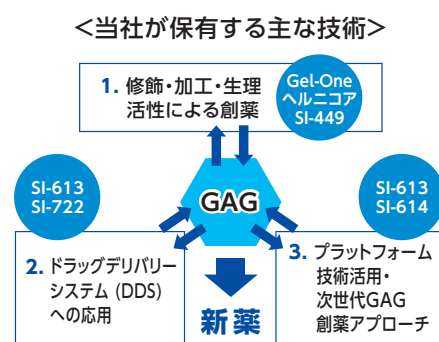 ＜当社が保有する主な技術＞
1. 修飾・加工・生理
活性による創薬
Gel-One
ヘルニコア
SI-449
SI-613
SI-722
GAG
SI-613
SI-614
2. ドラッグデリバリー
システム (DDS)
への応用
新薬
3. プラットフォーム
技術活用・
次世代GAG
創薬アプローチ